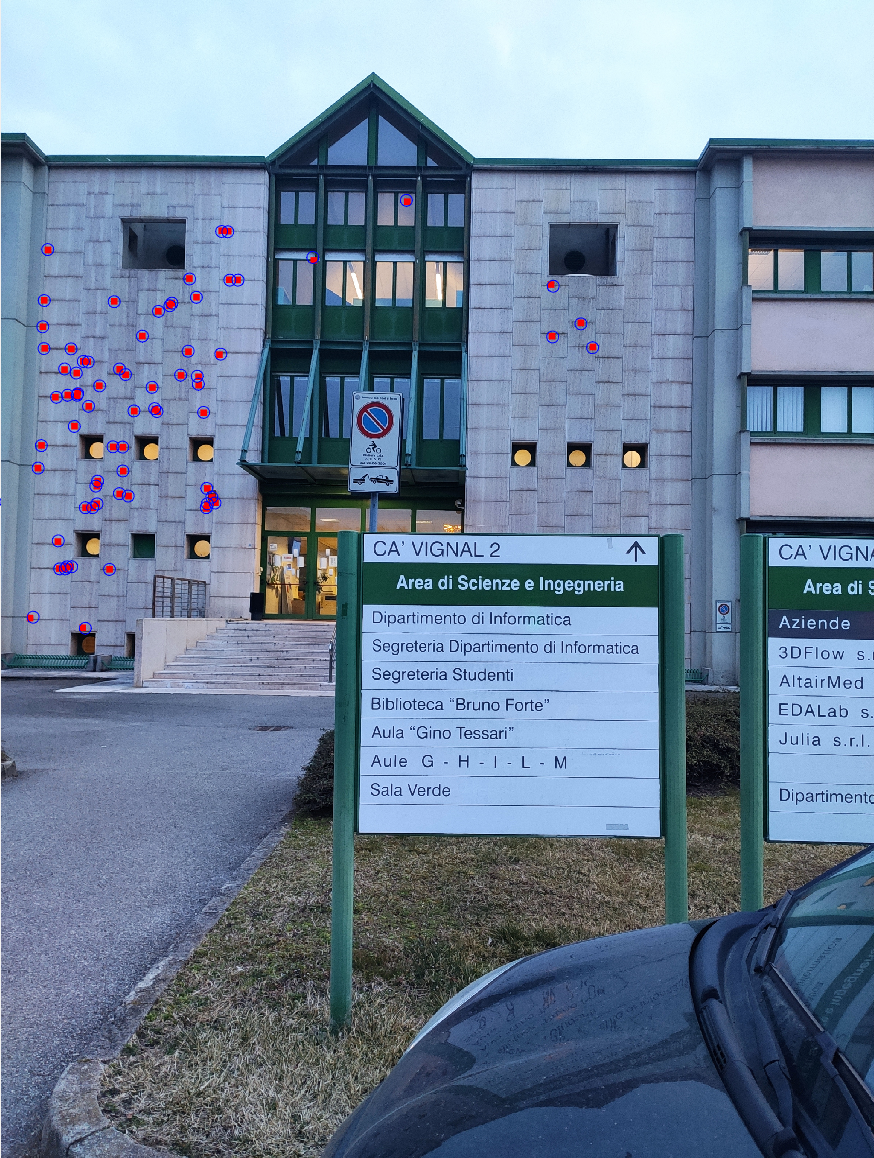 CA' VIGNAL 2
Area di Scienze e Ingegneria
Dipartimento di Informatica
Segreteria Dipartimento di Informatica
Segreteria Studenti
Biblioteca “Bruno Forte”
Aula “Gino Tessari”
Aule G - H - I - L - M
Sala Verde
CA' VIGNA
Area di S
Aziende
3DFlow s.r
AltairMed
EDALab s.
Julia s.r.l.
Dipartimento